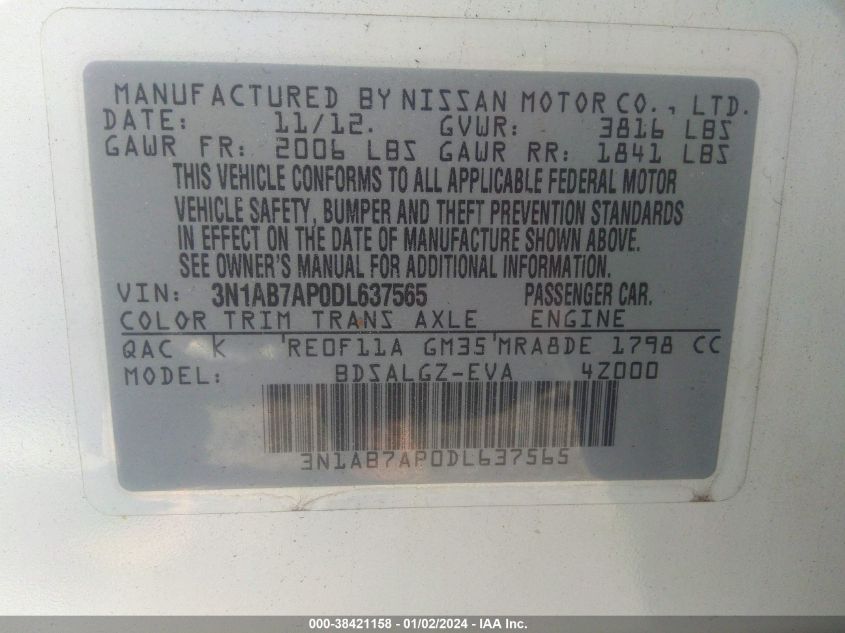 MANUFACTURED BY NISSAN MOTOR CO., LTD.
DATE: 11/12. GVWR: 3816 LBS
GAWR FR: 2006 LBS GAWR RR: 1841 LBS
THIS VEHICLE CONFORMS TO ALL APPLICABLE FEDERAL MOTOR
VEHICLE SAFETY, BUMPER AND THEFT PREVENTION STANDARDS
IN EFFECT ON THE DATE OF MANUFACTURE SHOWN ABOVE.
SEE OWNER'S MANUAL FOR ADDITIONAL INFORMATION.
VIN: 3N1AB7AP0DL637565 PASSENGER CAR.
COLOR TRIM TRANS AXLE ENGINE
QAC K 'RE0F11A GM35'MRA8DE 1798 CC
MODEL: BDSALGZ-EVA 4Z000
3N1AB7AP0DL637565
000-38421158 - 01/02/2024 - IAAI.COM